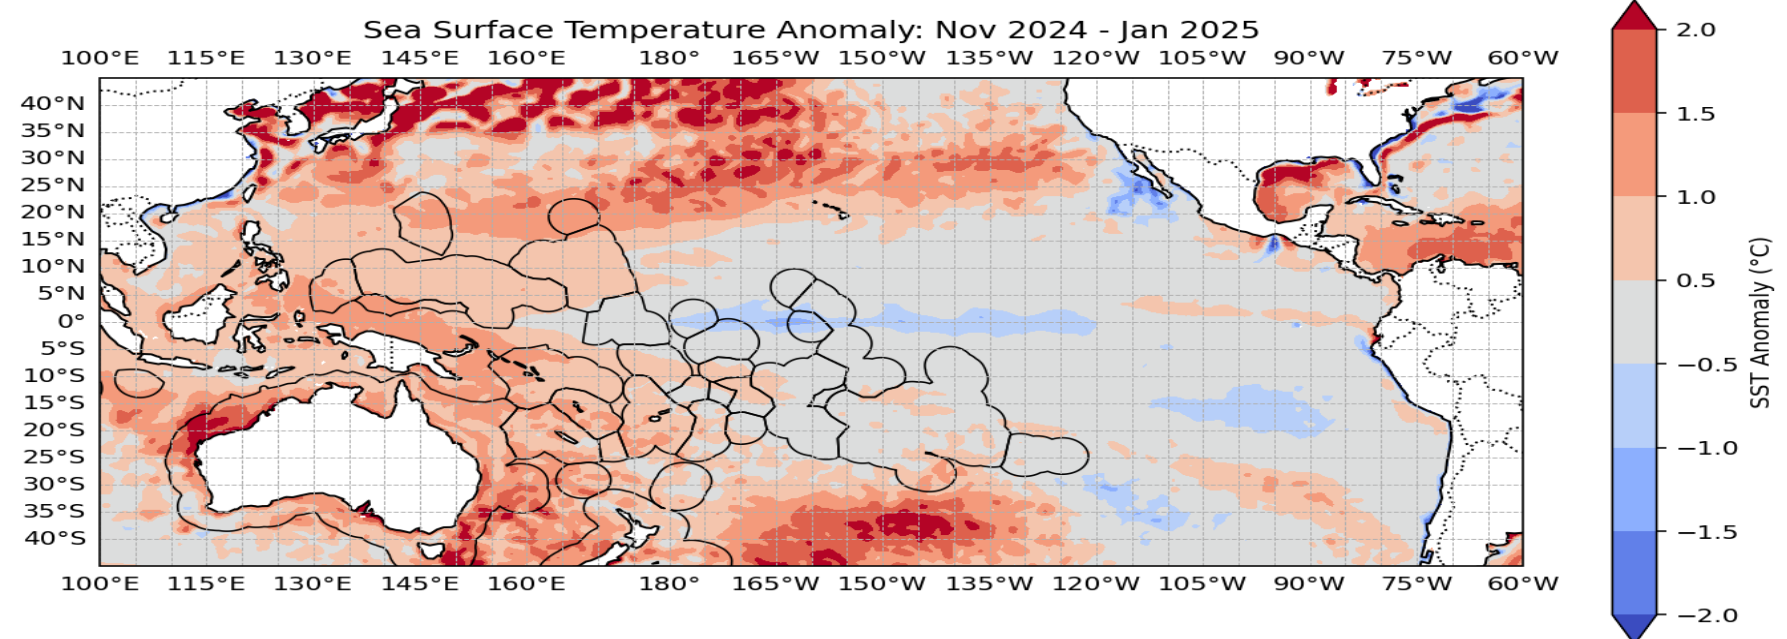 Sea Surface Temperature Anomaly: Nov 2024 - Jan 2025
100°E 115°E 130°E 145°E 160°E 180° 165°W 150°W 135°W 120°W 105°W 90°W 75°W 60°W
40°N
35°N
30°N
25°N
20°N
15°N
10°N
5°N
0°
5°S
10°S
15°S
20°S
25°S
30°S
35°S
40°S
100°E 115°E 130°E 145°E 160°E 180° 165°W 150°W 135°W 120°W 105°W 90°W 75°W 60°W
2.0
1.5
1.0
0.5
−0.5
−1.0
−1.5
−2.0
SST Anomaly (°C)